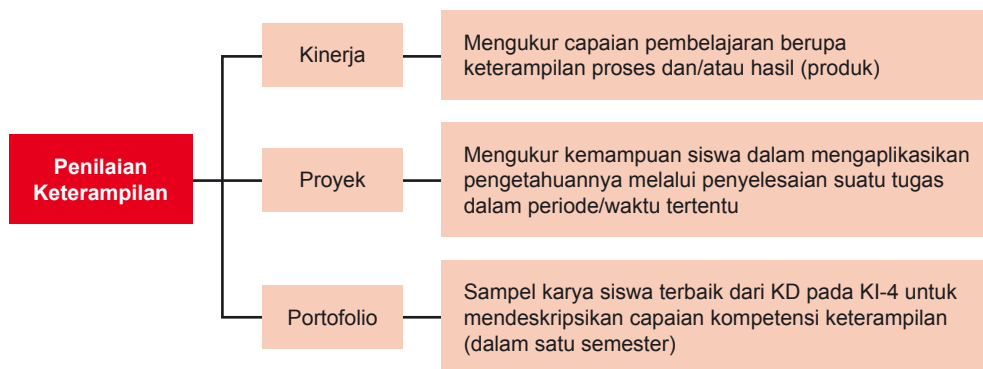 Penilaian
Keterampilan
Kinerja
Mengukur capaian pembelajaran berupa
keterampilan proses dan/atau hasil (produk)
Proyek
Mengukur kemampuan siswa dalam mengaplikasikan
pengetahuannya melalui penyelesaian suatu tugas
dalam periode/waktu tertentu
Portofolio
Sampel karya siswa terbaik dari KD pada KI-4 untuk
mendeskripsikan capaian kompetensi keterampilan
(dalam satu semester)